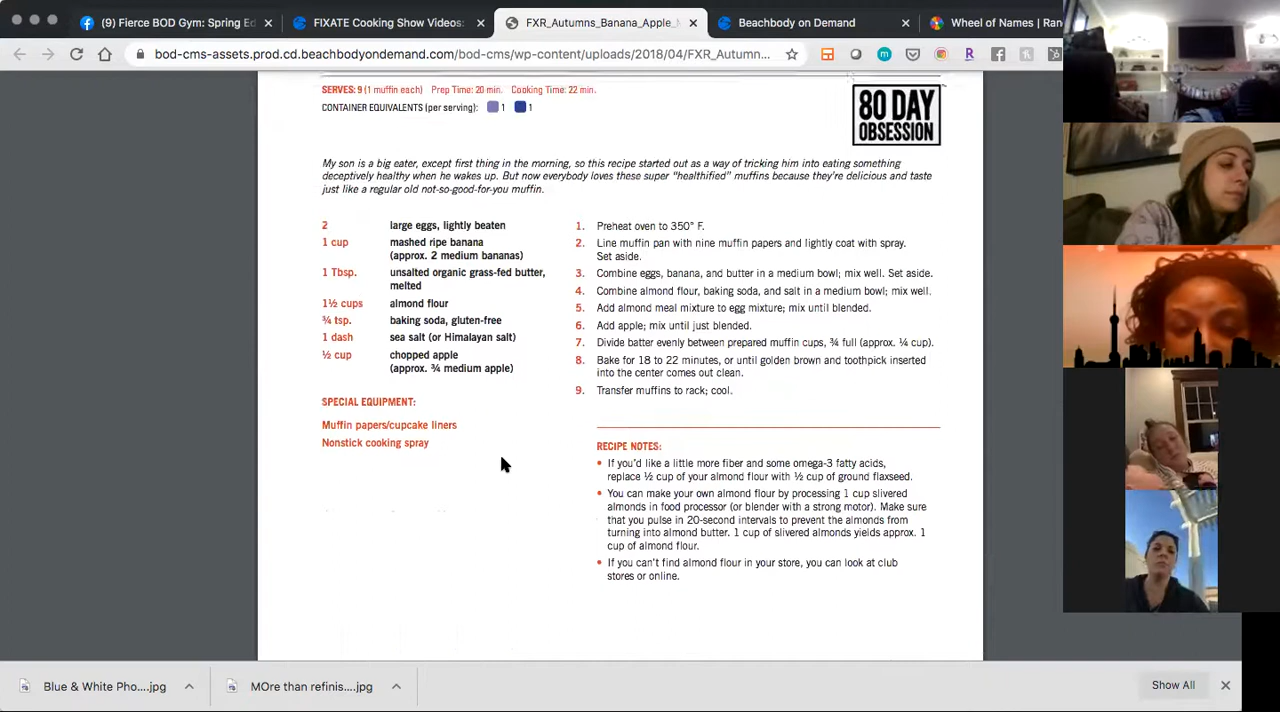 (9) Fierce BOD Gym: Spring Ed
FIXATE Cooking Show Videos:
FXR_Autumns_Banana_Apple_
Beachbody on Demand
Wheel of Names | Ran
bod-cms-assets.prod.cd.beachbodyondemand.com/bod-cms/wp-content/uploads/2018/04/FXR_Autumn...
SERVES: 9 (1 muffin each) Prep Time: 20 min. Cooking Time: 22 min.
CONTAINER EQUIVALENTS (per serving): 1 1
80 DAY
OBSESSION
My son is a big eater, except first thing in the morning, so this recipe started out as a way of tricking him into eating something
deceptively healthy when he wakes up. But now everybody loves these super “healthified” muffins because they’re delicious and taste
just like a regular old not-so-good-for-you muffin.
2 large eggs, lightly beaten
1 cup mashed ripe banana
(approx. 2 medium bananas)
1 Tbsp. unsalted organic grass-fed butter,
melted
1½ cups almond flour
¾ tsp. baking soda, gluten-free
1 dash sea salt (or Himalayan salt)
½ cup chopped apple
(approx. ¾ medium apple)
SPECIAL EQUIPMENT:
Muffin papers/cupcake liners
Nonstick cooking spray
1. Preheat oven to 350° F.
2. Line muffin pan with nine muffin papers and lightly coat with spray.
Set aside.
3. Combine eggs, banana, and butter in a medium bowl; mix well. Set aside.
4. Combine almond flour, baking soda, and salt in a medium bowl; mix well.
5. Add almond meal mixture to egg mixture; mix until blended.
6. Add apple; mix until just blended.
7. Divide batter evenly between prepared muffin cups, ¾ full (approx. ¼ cup).
8. Bake for 18 to 22 minutes, or until golden brown and toothpick inserted
into the center comes out clean.
9. Transfer muffins to rack; cool.
RECIPE NOTES:
• If you’d like a little more fiber and some omega-3 fatty acids,
replace ½ cup of your almond flour with ½ cup of ground flaxseed.
• You can make your own almond flour by processing 1 cup slivered
almonds in food processor (or blender with a strong motor). Make sure
that you pulse in 20-second intervals to prevent the almonds from
turning into almond butter. 1 cup of slivered almonds yields approx. 1
cup of almond flour.
• If you can’t find almond flour in your store, you can look at club
stores or online.
Blue & White Pho....jpg
MOre than refinis....jpg
Show All